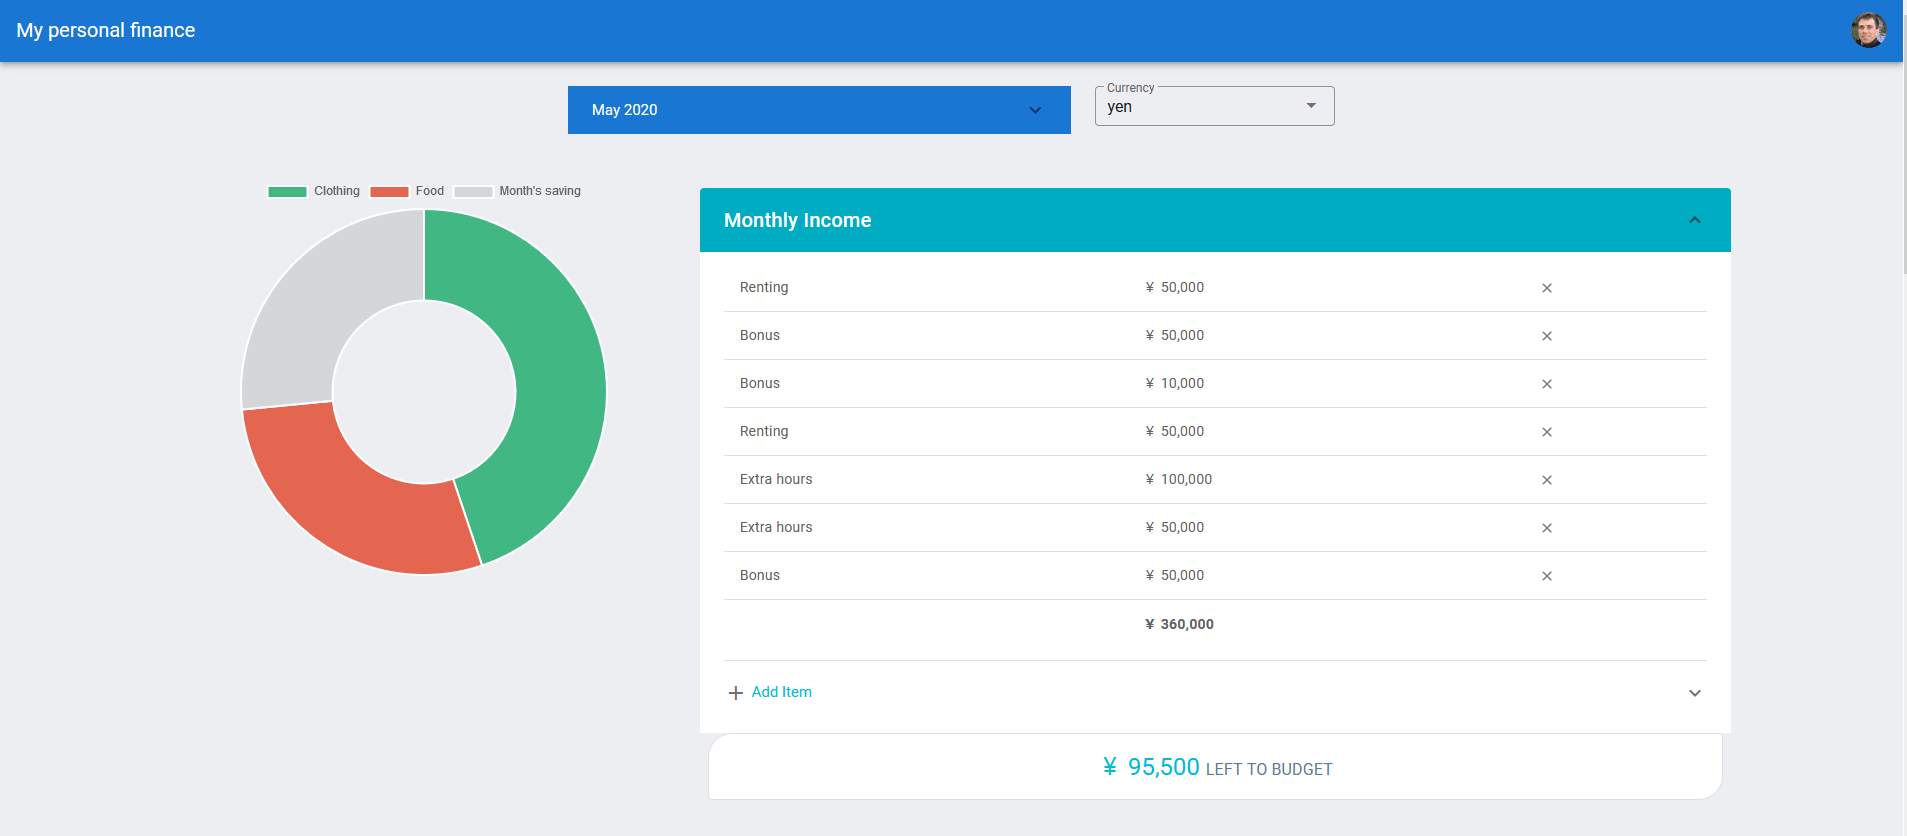 My personal finance
May 2020
Currency
yen
Clothing Food Month's saving
Monthly Income
Renting ¥ 50,000
Bonus ¥ 50,000
Bonus ¥ 10,000
Renting ¥ 50,000
Extra hours ¥ 100,000
Extra hours ¥ 50,000
Bonus ¥ 50,000
¥ 360,000
Add Item
¥ 95,500 LEFT TO BUDGET